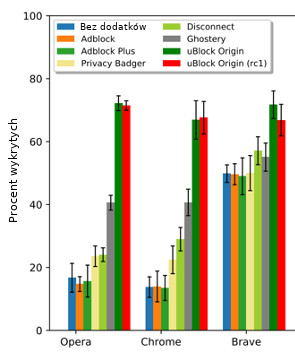 100
80
60
40
20
0
Procent wykrytych
Bez dodatków
Adblock
Adblock Plus
Privacy Badger
Disconnect
Ghostery
uBlock Origin
uBlock Origin (rc1)
Opera
Chrome
Brave